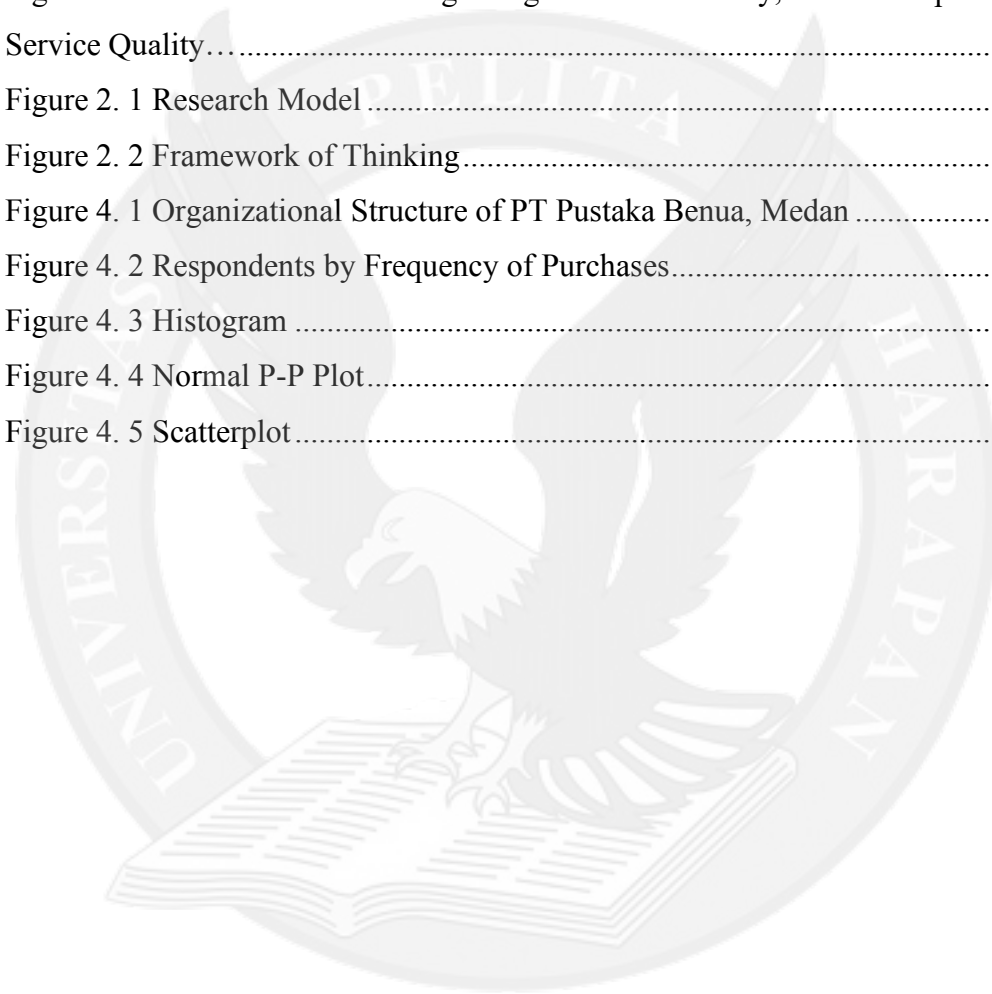 Service Quality….....................................................................................................
Figure 2. 1 Research Model...............................................................................
Figure 2. 2 Framework of Thinking...................................................................
Figure 4. 1 Organizational Structure of PT Pustaka Benua, Medan.................
Figure 4. 2 Respondents by Frequency of Purchases........................................
Figure 4. 3 Histogram........................................................................................
Figure 4. 4 Normal P-P Plot...............................................................................
Figure 4. 5 Scatterplot........................................................................................
UNIVERSITAS PELITA HARAPAN